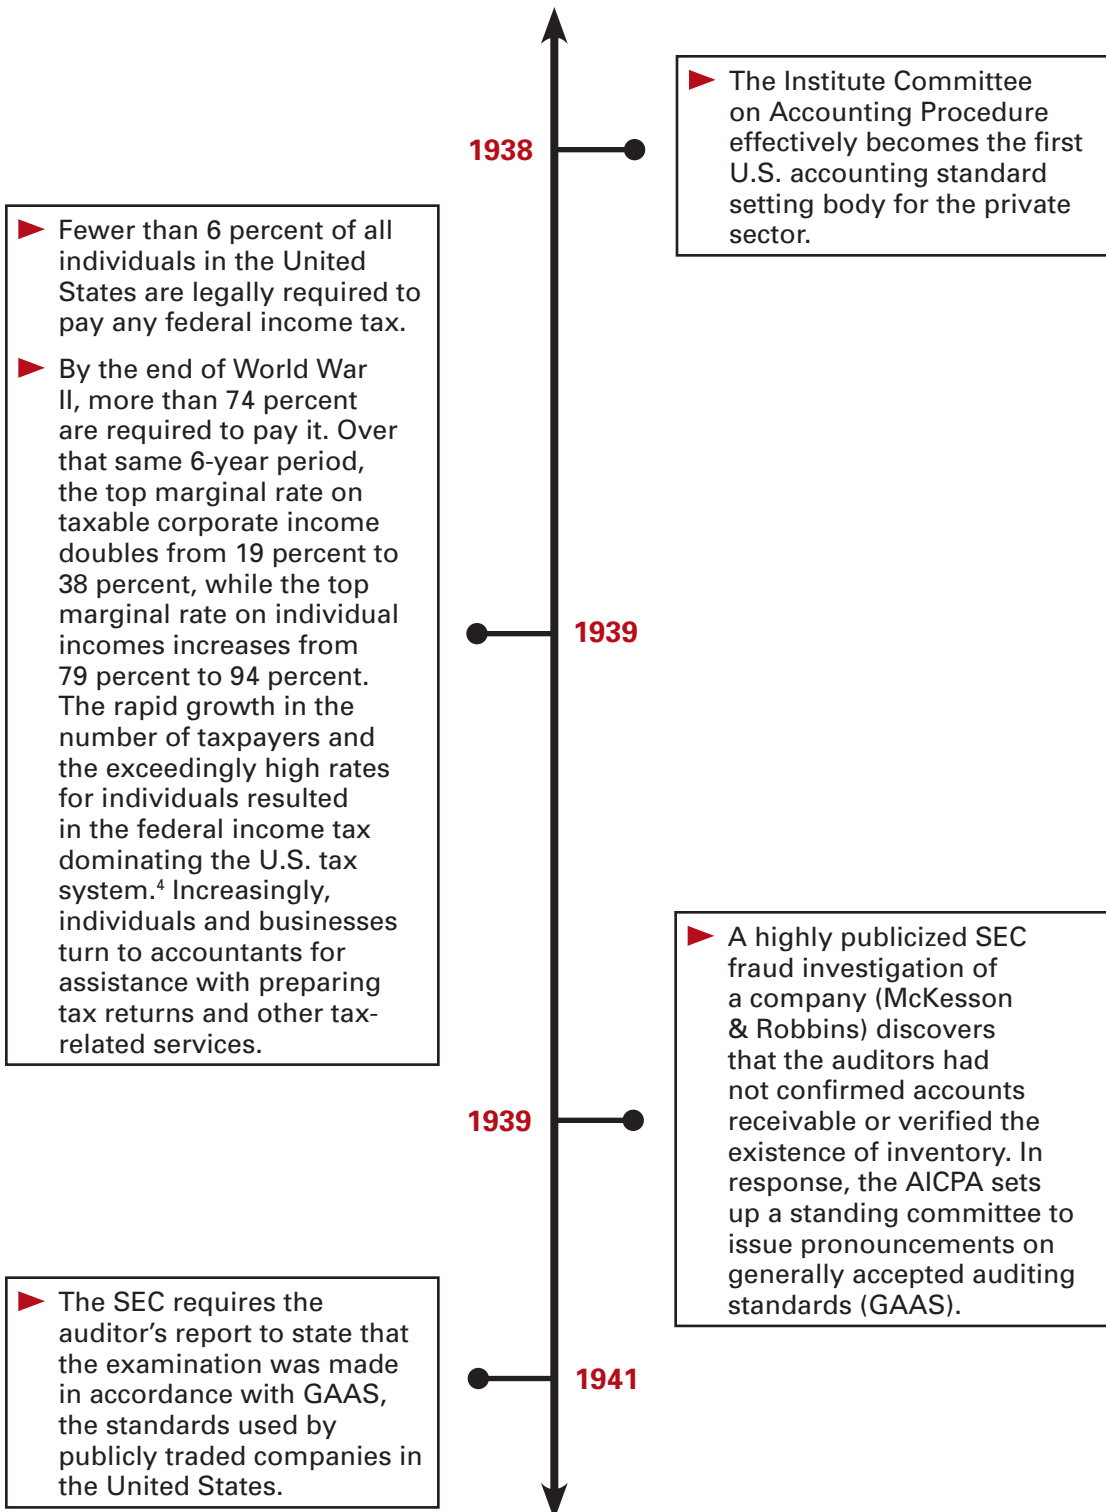 1938
The Institute Committee
on Accounting Procedure
effectively becomes the first
U.S. accounting standard
setting body for the private
sector.
Fewer than 6 percent of all
individuals in the United
States are legally required to
pay any federal income tax.
By the end of World War
II, more than 74 percent
are required to pay it. Over
that same 6-year period,
the top marginal rate on
taxable corporate income
doubles from 19 percent to
38 percent, while the top
marginal rate on individual
incomes increases from
79 percent to 94 percent.
The rapid growth in the
number of taxpayers and
the exceedingly high rates
for individuals resulted
in the federal income tax
dominating the U.S. tax
system.⁴ Increasingly,
individuals and businesses
turn to accountants for
assistance with preparing
tax returns and other tax-
related services.
1939
1939
A highly publicized SEC
fraud investigation of
a company (McKesson
& Robbins) discovers
that the auditors had
not confirmed accounts
receivable or verified the
existence of inventory. In
response, the AICPA sets
up a standing committee to
issue pronouncements on
generally accepted auditing
standards (GAAS).
The SEC requires the
auditor’s report to state that
the examination was made
in accordance with GAAS,
the standards used by
publicly traded companies in
the United States.
1941